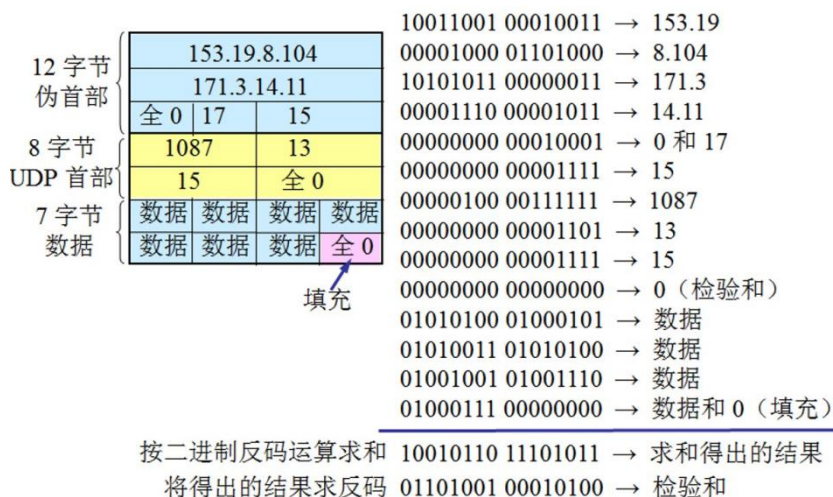 12 字节
伪首部
8 字节
UDP 首部
7 字节
数据
153.19.8.104
171.3.14.11
全 0 17 15
1087 13
15 全 0
数据 数据 数据 数据
数据 数据 数据 全 0
填充
10011001 00010011 → 153.19
00001000 01101000 → 8.104
10101011 00000011 → 171.3
00001110 00001011 → 14.11
00000000 00010001 → 0 和 17
00000000 00001111 → 15
00000100 00111111 → 1087
00000000 00001101 → 13
00000000 00001111 → 15
00000000 00000000 → 0（检验和）
01010100 01000101 → 数据
01010011 01010100 → 数据
01001001 01001110 → 数据
01000111 00000000 → 数据和 0（填充）
按二进制反码运算求和 10010110 11101011 → 求和得出的结果
将得出的结果求反码 01101001 00010100 → 检验和